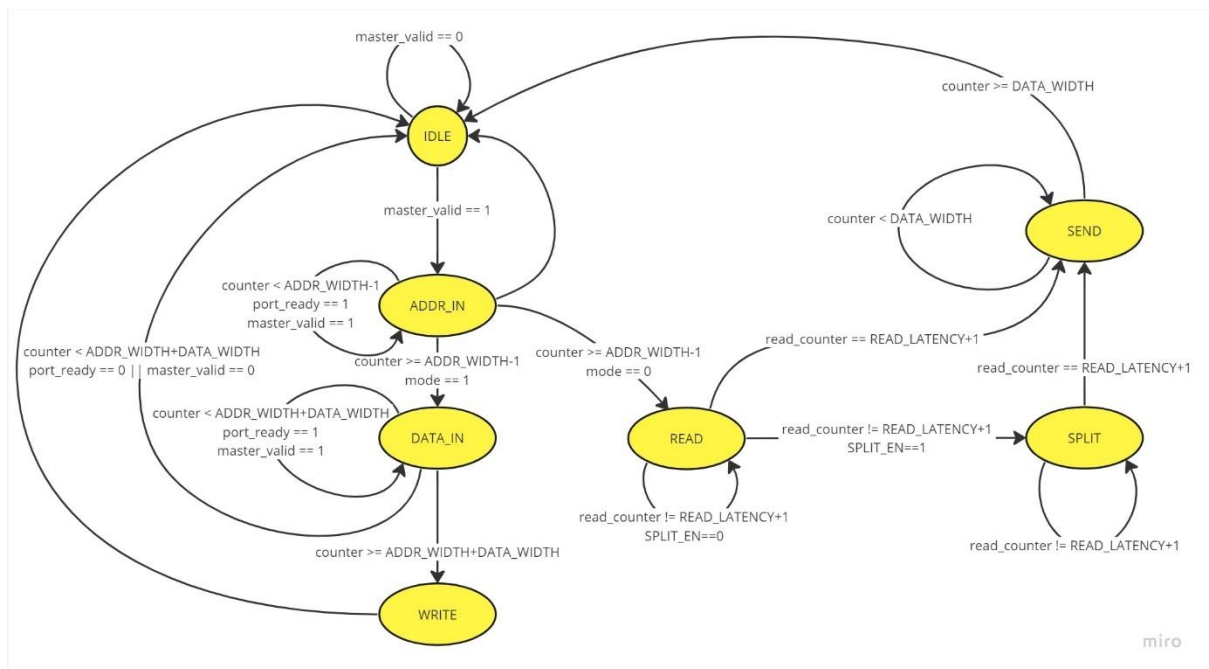 master_valid == 0
counter >= DATA_WIDTH
IDLE
master_valid == 1
counter < DATA_WIDTH
SEND
counter < ADDR_WIDTH-1
port_ready == 1
master_valid == 1
ADDR_IN
counter < ADDR_WIDTH+DATA_WIDTH
port_ready == 0 || master_valid == 0
counter >= ADDR_WIDTH-1
mode == 1
counter >= ADDR_WIDTH-1
mode == 0
read_counter == READ_LATENCY+1
read_counter == READ_LATENCY+1
counter < ADDR_WIDTH+DATA_WIDTH
port_ready == 1
master_valid == 1
DATA_IN
READ
read_counter != READ_LATENCY+1
SPLIT_EN==1
SPLIT
read_counter != READ_LATENCY+1
SPLIT_EN==0
read_counter != READ_LATENCY+1
counter >= ADDR_WIDTH+DATA_WIDTH
WRITE
miro